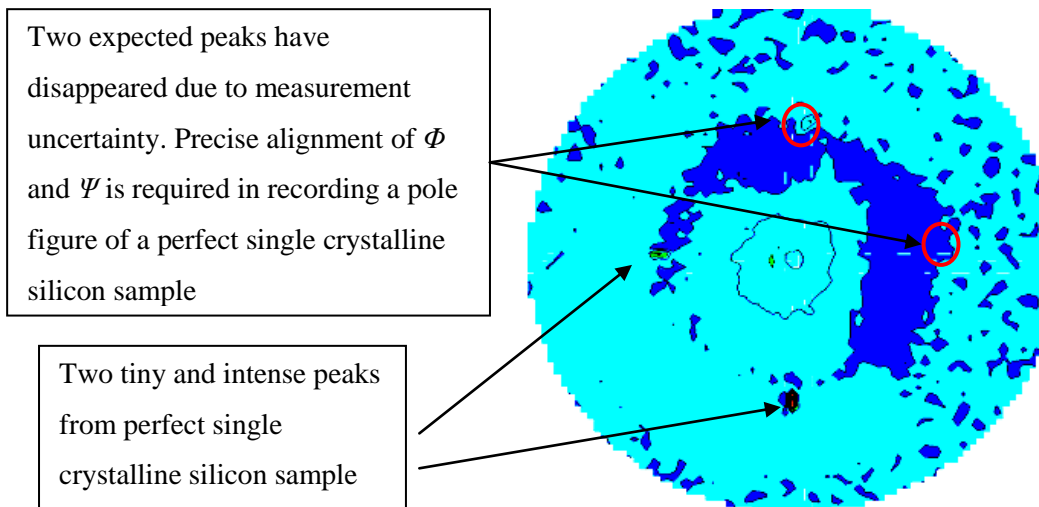 Two expected peaks have
disappeared due to measurement
uncertainty. Precise alignment of Φ
and Ψ is required in recording a pole
figure of a perfect single crystalline
silicon sample
Two tiny and intense peaks
from perfect single
crystalline silicon sample